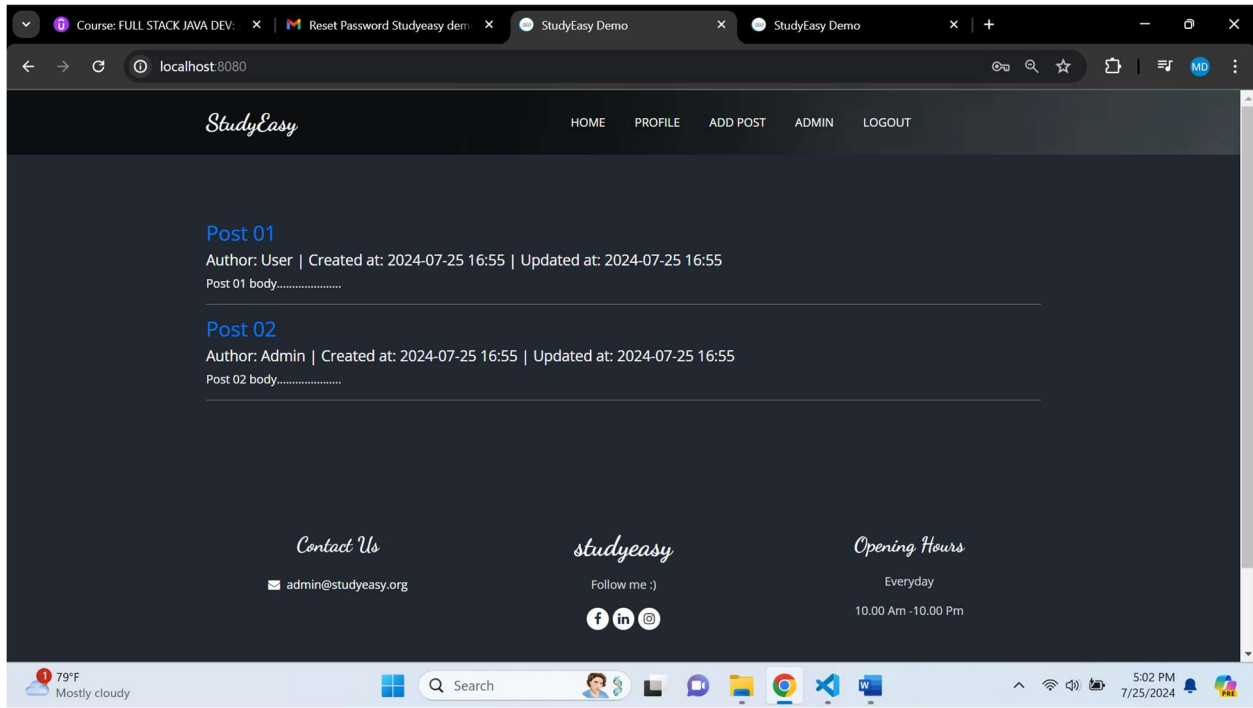 Course: FULL STACK JAVA DEV:
Reset Password Studyeasy dem
StudyEasy Demo
StudyEasy Demo
localhost:8080
MD
StudyEasy
HOME PROFILE ADD POST ADMIN LOGOUT
Post 01
Author: User | Created at: 2024-07-25 16:55 | Updated at: 2024-07-25 16:55
Post 01 body.....................
Post 02
Author: Admin | Created at: 2024-07-25 16:55 | Updated at: 2024-07-25 16:55
Post 02 body.....................
Contact Us
admin@studyeasy.org
studyeasy
Follow me :)
Opening Hours
Everyday
10.00 Am -10.00 Pm
1
79°F
Mostly cloudy
Search
5:02 PM
7/25/2024
PRE